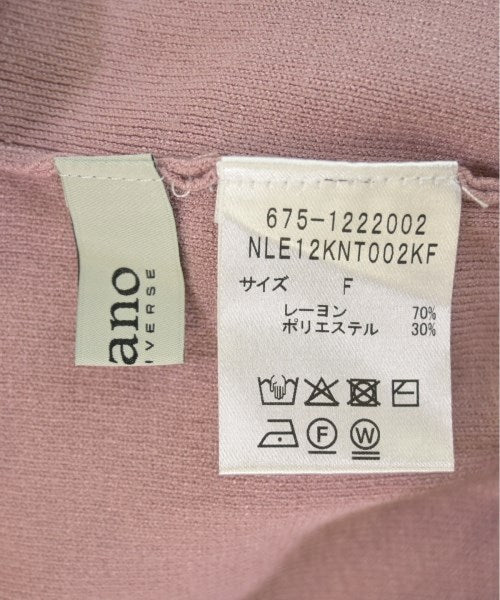 ano
IVERSE
675-1222002
NLE12KNT002KF
サイズ F
レーヨン 70%
ポリエステル 30%
F W